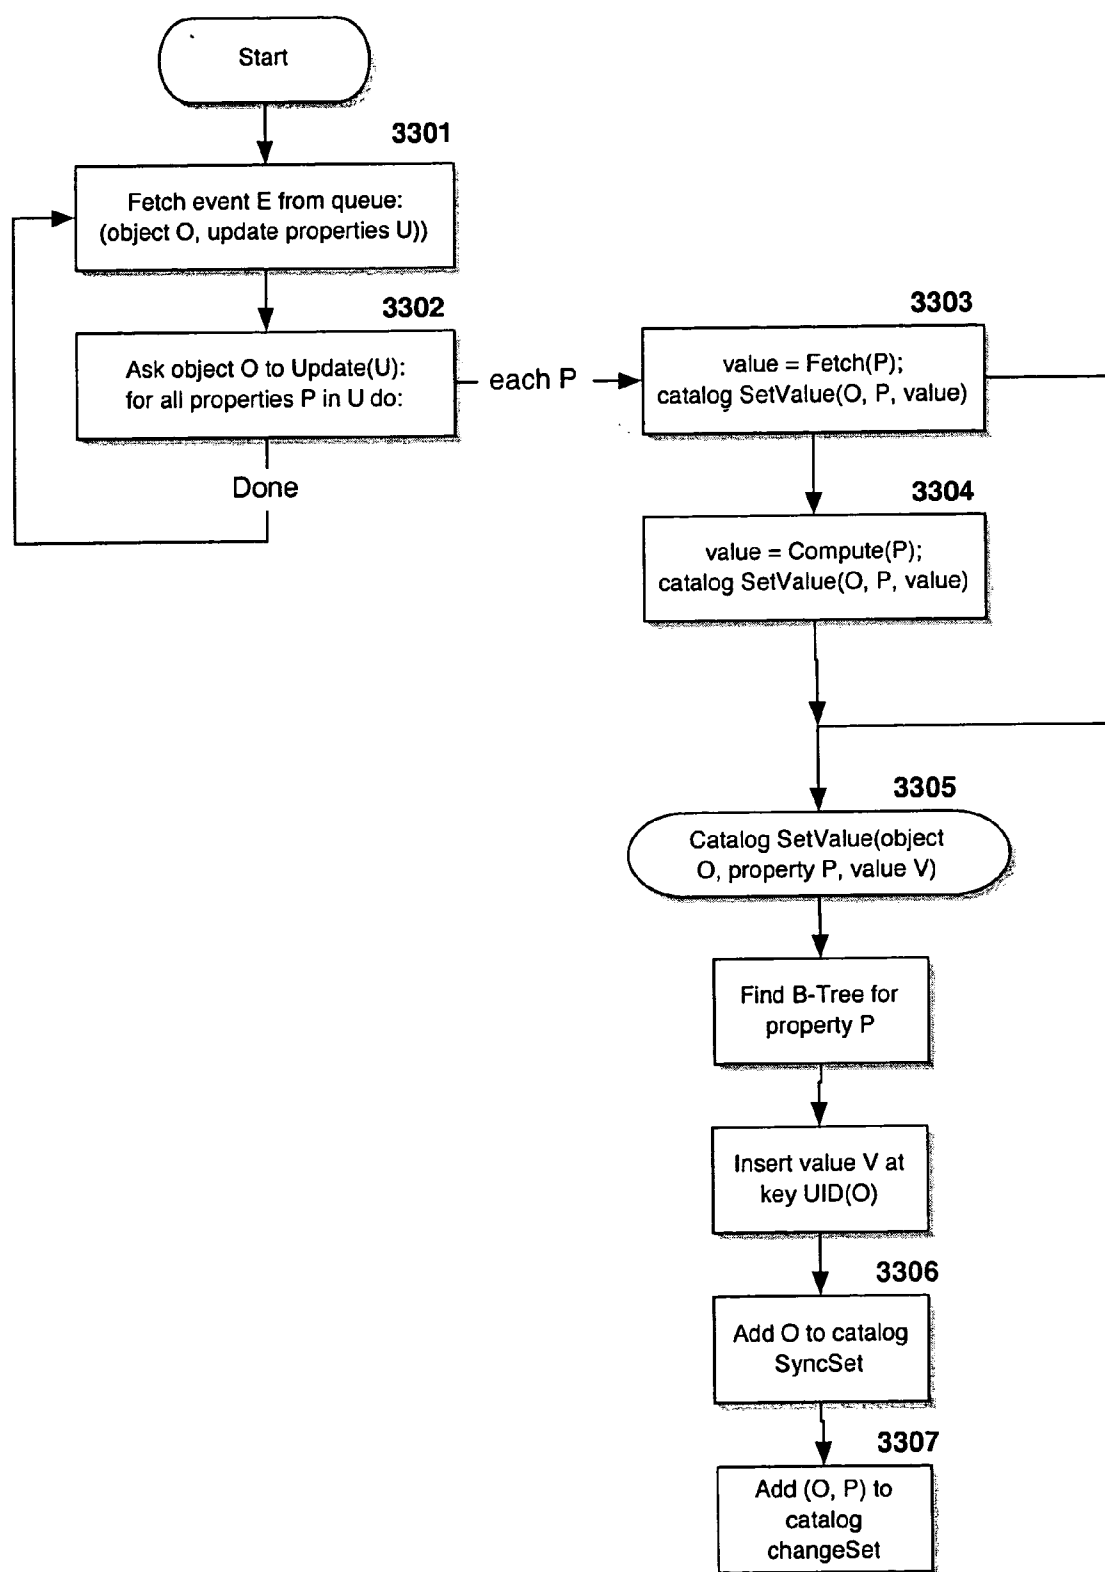 Start
3301
Fetch event E from queue:
(object O, update properties U))
3302
Ask object O to Update(U):
for all properties P in U do:
each P
Done
3303
value = Fetch(P);
catalog SetValue(O, P, value)
3304
value = Compute(P);
catalog SetValue(O, P, value)
3305
Catalog SetValue(object
O, property P, value V)
Find B-Tree for
property P
Insert value V at
key UID(O)
3306
Add O to catalog
SyncSet
3307
Add (O, P) to
catalog
changeSet